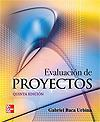 Evaluación de
PROYECTOS
QUINTA EDICIÓN
Gabriel Baca Urbina